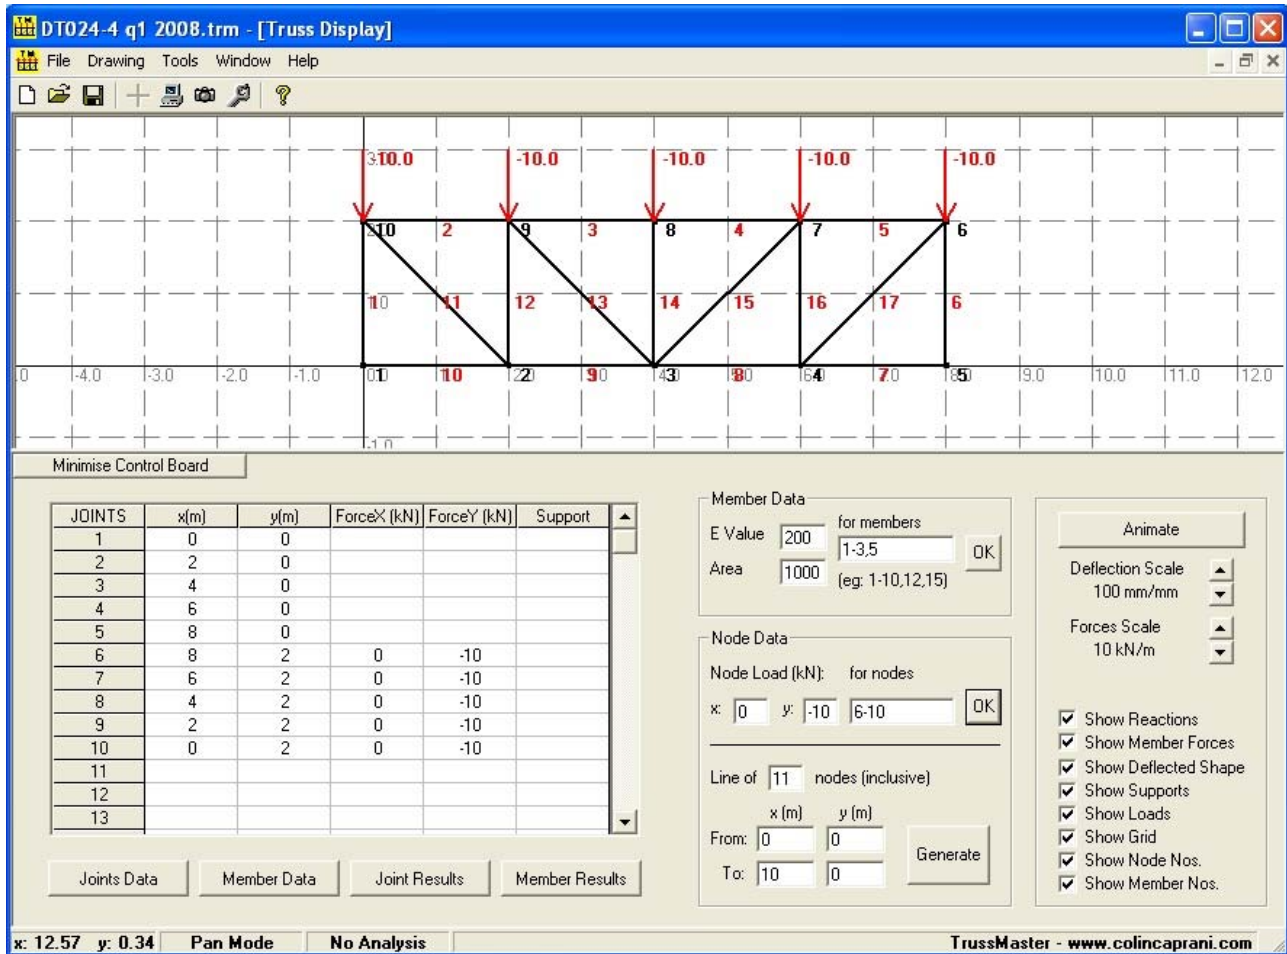 DT024-4 q1 2008.trm - [Truss Display]
File Drawing Tools Window Help
-10.0 -10.0 -10.0 -10.0 -10.0
10 2 9 3 8 4 7 5 6
1 11 12 13 14 15 16 17 6
-4.0 -3.0 -2.0 -1.0 1 10 2 9 3 8 4 7 5 9.0 10.0 11.0 12.0
-1.0
Minimise Control Board
JOINTS x(m) y(m) ForceX (kN) ForceY (kN) Support
1 0 0
2 2 0
3 4 0
4 6 0
5 8 0
6 8 2 0 -10
7 6 2 0 -10
8 4 2 0 -10
9 2 2 0 -10
10 0 2 0 -10
11
12
13
Joints Data Member Data Joint Results Member Results
Member Data
E Value 200 for members
1-3,5 OK
Area 1000 (eg: 1-10,12,15)
Node Data
Node Load (kN): for nodes
x: 0 y: -10 6-10 OK
Line of 11 nodes (inclusive)
x (m) y (m)
From: 0 0
To: 10 0
Generate
Animate
Deflection Scale
100 mm/mm
Forces Scale
10 kN/m
Show Reactions
Show Member Forces
Show Deflected Shape
Show Supports
Show Loads
Show Grid
Show Node Nos.
Show Member Nos.
x: 12.57 y: 0.34 Pan Mode No Analysis TrussMaster - www.colincaprani.com